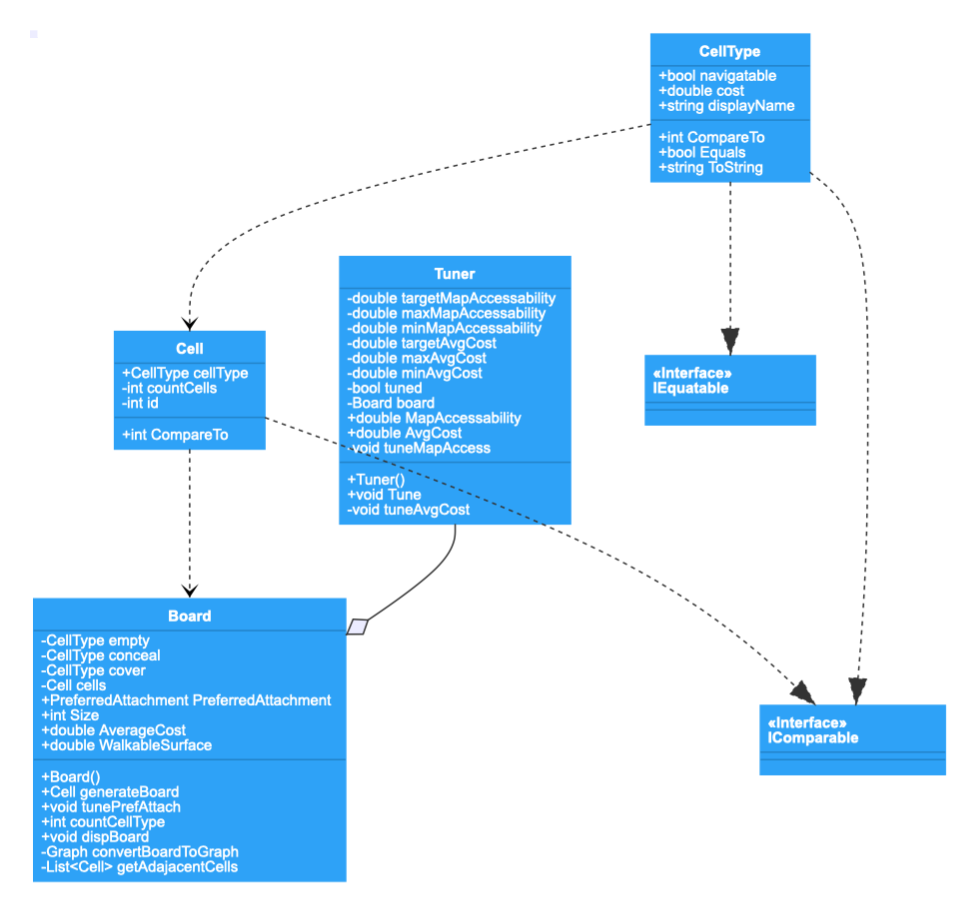 CellType
+bool navigatable
+double cost
+string displayName
+int CompareTo
+bool Equals
+string ToString
Tuner
-double targetMapAccessability
-double maxMapAccessability
-double minMapAccessability
-double targetAvgCost
-double maxAvgCost
-double minAvgCost
-bool tuned
-Board board
+double MapAccessability
+double AvgCost
-void tuneMapAccess
+Tuner()
+void Tune
-void tuneAvgCost
Cell
+CellType cellType
-int countCells
-int id
+int CompareTo
«Interface»
IEquatable
Board
-CellType empty
-CellType conceal
-CellType cover
-Cell cells
+PreferredAttachment PreferredAttachment
+int Size
+double AverageCost
+double WalkableSurface
+Board()
+Cell generateBoard
+void tunePrefAttach
+int countCellType
+void dispBoard
-Graph convertBoardToGraph
-List<Cell> getAdajacentCells
«Interface»
IComparable